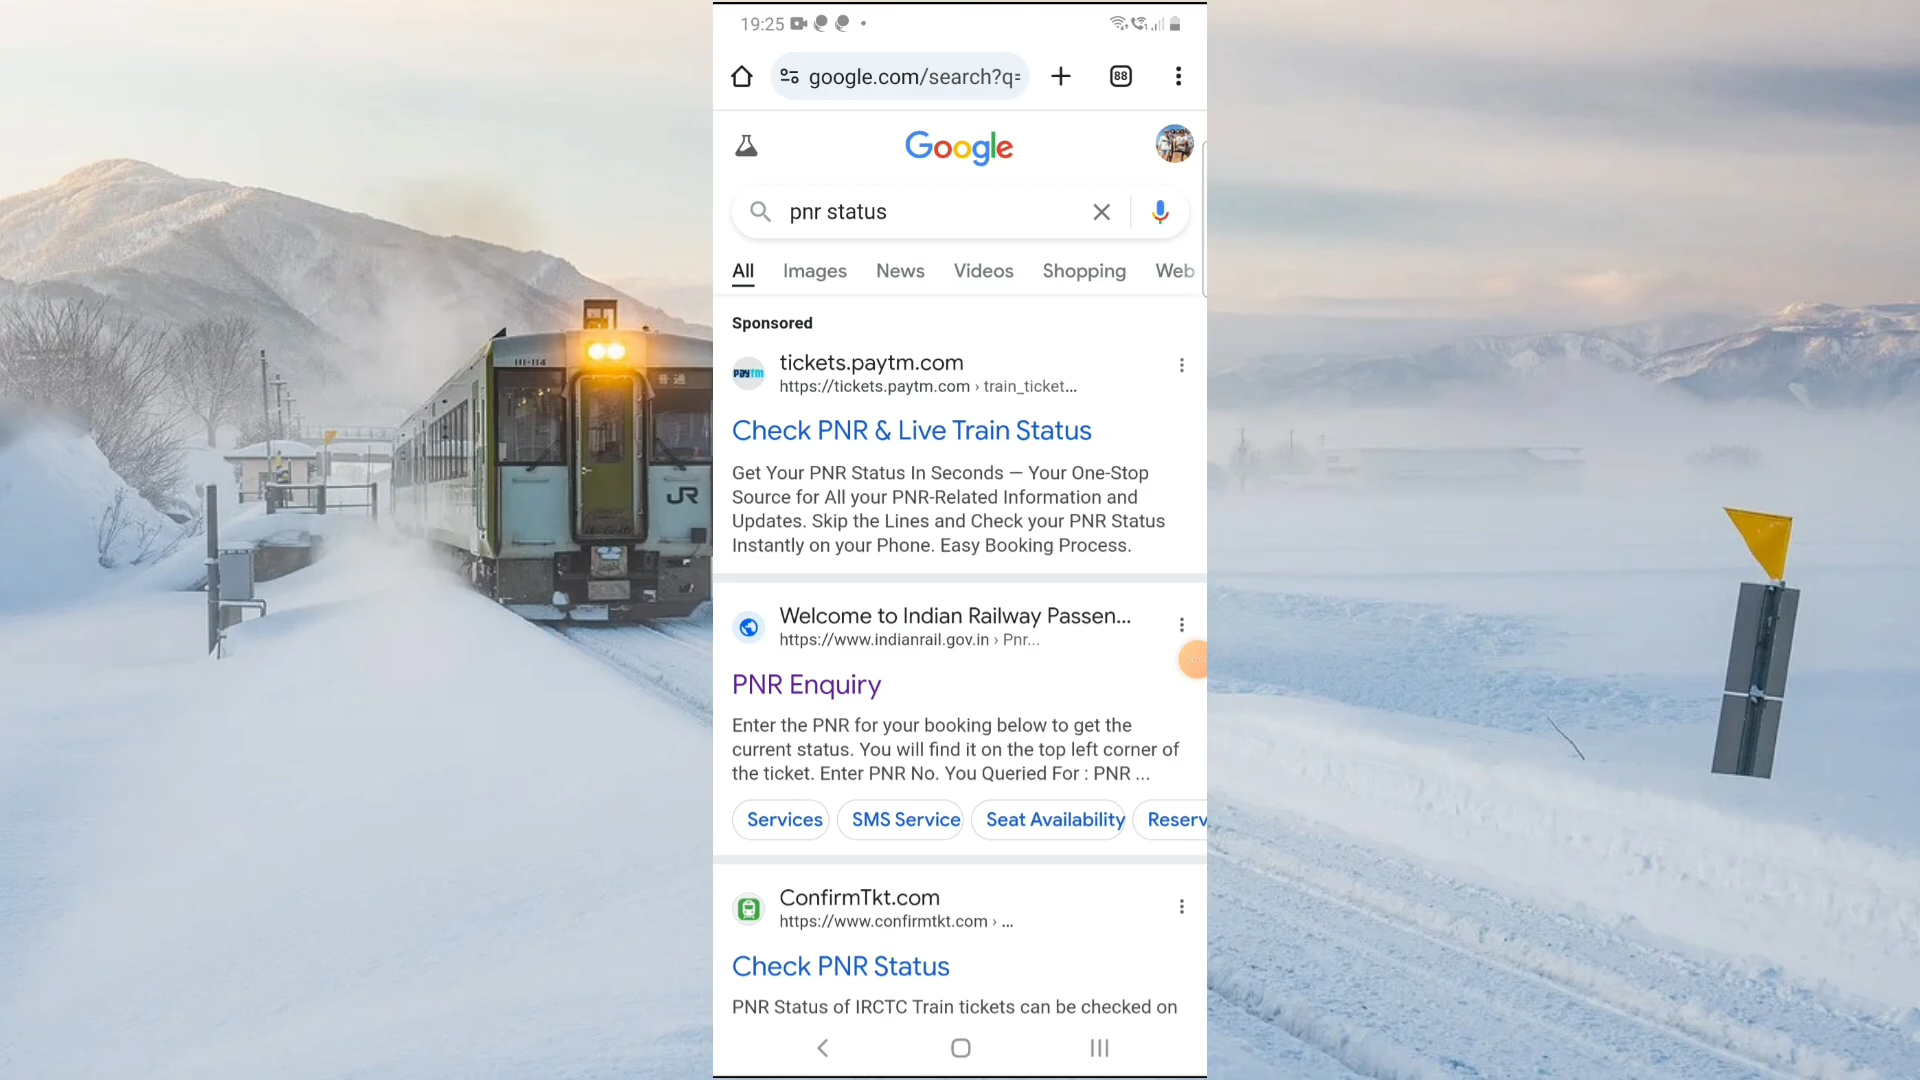 19:25
google.com/search?q=
88
Google
pnr status
All Images News Videos Shopping Web
Sponsored
paytm
tickets.paytm.com
https://tickets.paytm.com › train_ticket...
Check PNR & Live Train Status
Get Your PNR Status In Seconds — Your One-Stop
Source for All your PNR-Related Information and
Updates. Skip the Lines and Check your PNR Status
Instantly on your Phone. Easy Booking Process.
Welcome to Indian Railway Passen...
https://www.indianrail.gov.in › Pnr...
PNR Enquiry
Enter the PNR for your booking below to get the
current status. You will find it on the top left corner of
the ticket. Enter PNR No. You Queried For : PNR ...
Services SMS Service Seat Availability Reserv
ConfirmTkt.com
https://www.confirmtkt.com › ...
Check PNR Status
PNR Status of IRCTC Train tickets can be checked on
111-114
普通
JR